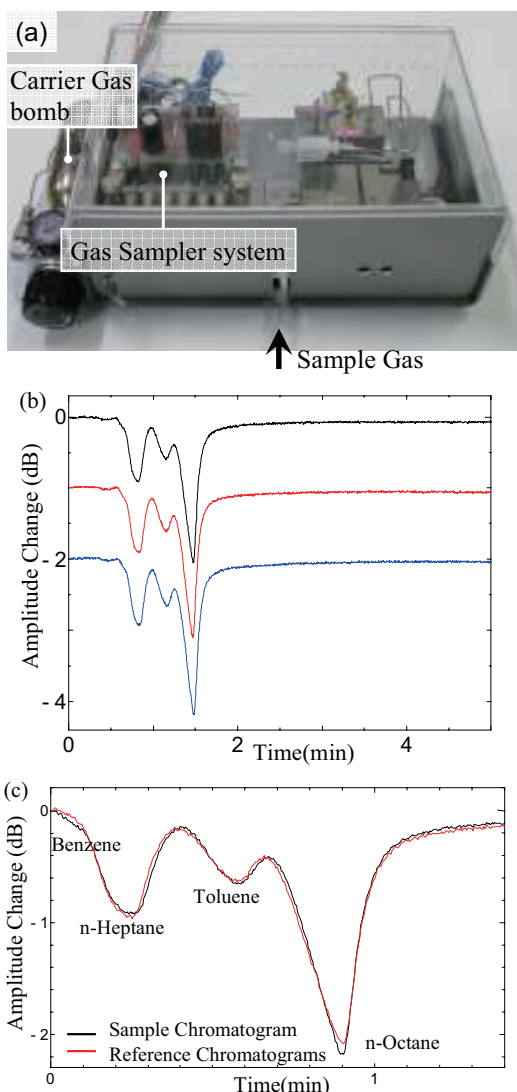 (a)
Carrier Gas
bomb
Gas Sampler system
Sample Gas
(b)
0
- 2
- 4
Amplitude Change (dB)
0
2
4
Time(min)
(c)
0
- 1
- 2
Amplitude Change (dB)
Benzene
n-Heptane
Toluene
n-Octane
Sample Chromatogram
Reference Chromatograms
0
1
Time(min)